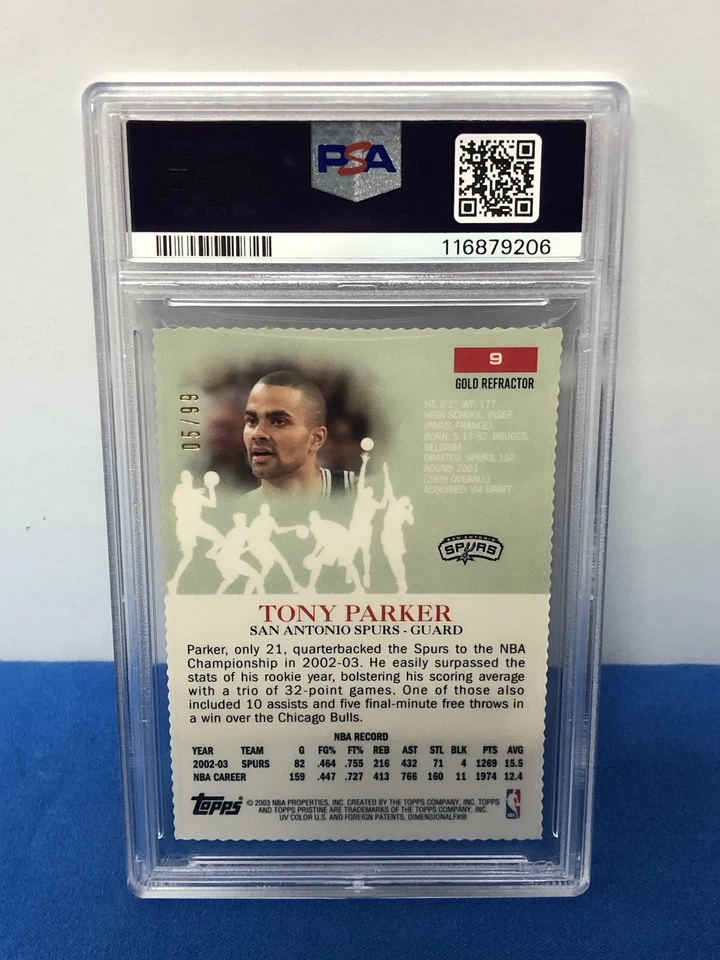 PSA
116879206
9
GOLD REFRACTOR
05/99
HT: 6'2" WT: 177
HIGH SCHOOL: INSEP
(PARIS, FRANCE)
BORN: 5-17-82, BRUGES,
BELGIUM
DRAFTED: SPURS, 1ST
ROUND 2001
(28TH OVERALL)
ACQUIRED: VIA DRAFT
SAN ANTONIO
SPURS
TONY PARKER
SAN ANTONIO SPURS - GUARD
Parker, only 21, quarterbacked the Spurs to the NBA
Championship in 2002-03. He easily surpassed the
stats of his rookie year, bolstering his scoring average
with a trio of 32-point games. One of those also
included 10 assists and five final-minute free throws in
a win over the Chicago Bulls.
NBA RECORD
YEAR TEAM G FG% FT% REB AST STL BLK PTS AVG
2002-03 SPURS 82 .464 .755 216 432 71 4 1269 15.5
NBA CAREER 159 .447 .727 413 766 160 11 1974 12.4
Topps
© 2003 NBA PROPERTIES, INC. CREATED BY THE TOPPS COMPANY, INC. TOPPS
AND TOPPS PRISTINE ARE TRADEMARKS OF THE TOPPS COMPANY, INC.
UV COLOR U.S. AND FOREIGN PATENTS, DIMENSIONALFX®